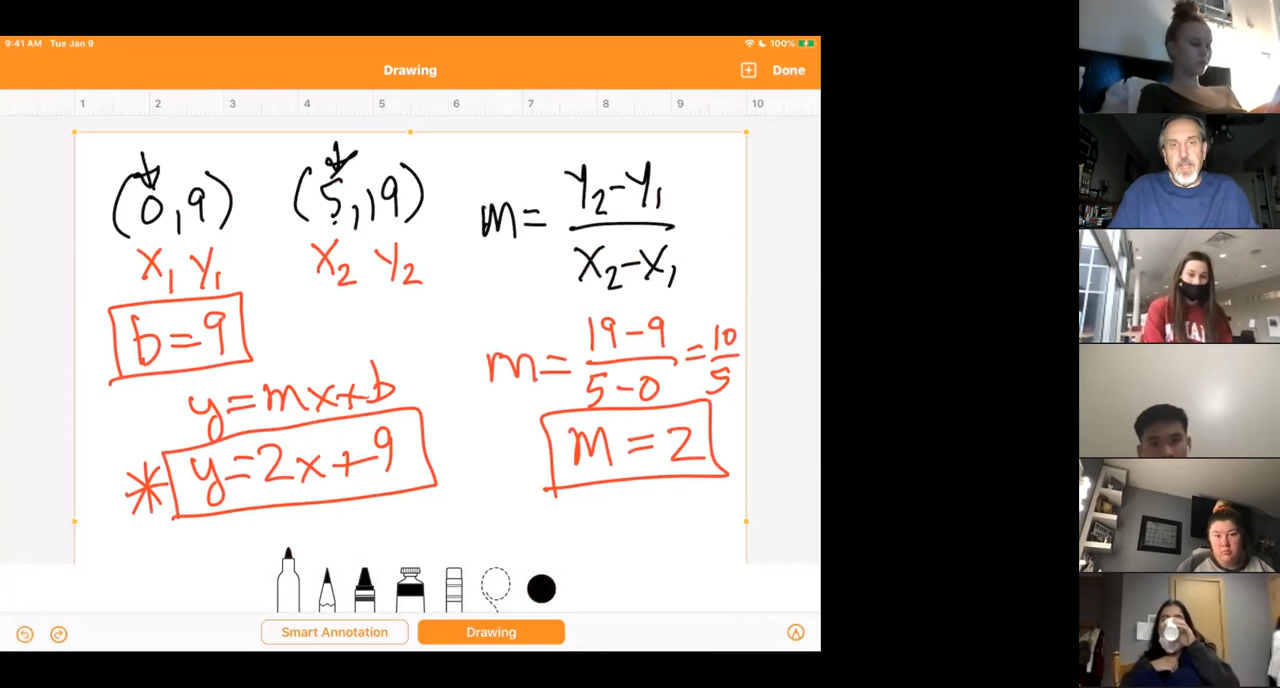 9:41 AM Tue Jan 9 100%
Drawing Done
1 2 3 4 5 6 7 8 9 10
(0,9) (5,19) m = Y2-Y1
X2-X1
X1 Y1 X2 Y2
b=9
m = 19-9 = 10
5-0 5
y=mx+b
m=2
* y=2x+9
Smart Annotation Drawing